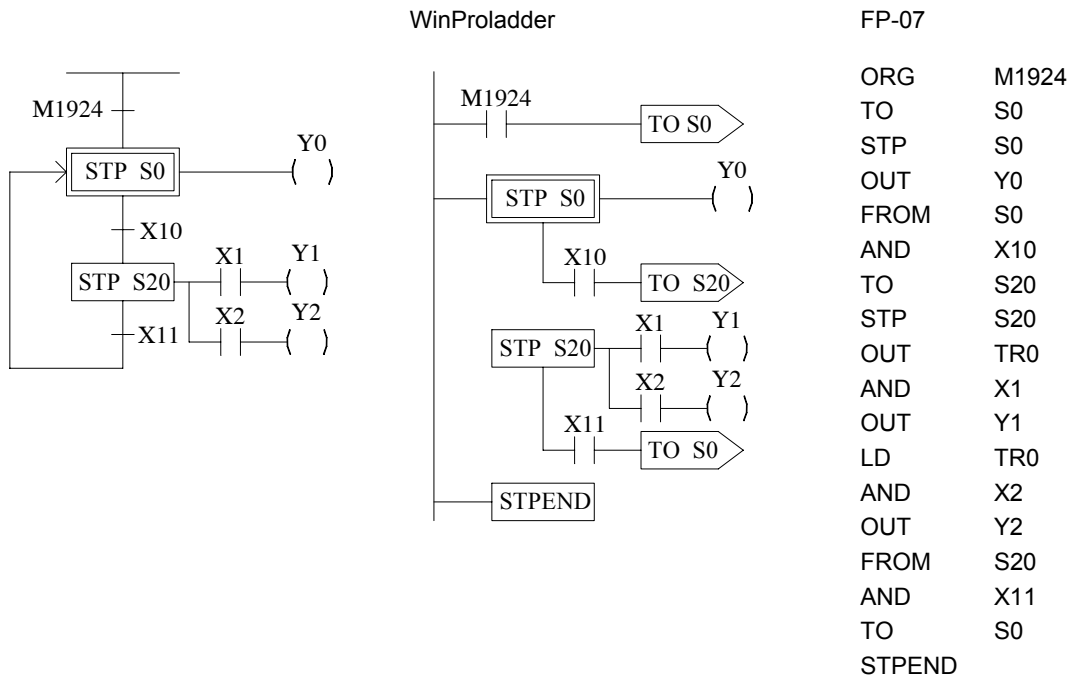 WinProladder
FP-07
M1924
STP S0
Y0
X10
STP S20
X1
Y1
X2
Y2
X11
M1924
TO S0
STP S0
Y0
X10
TO S20
STP S20
X1
Y1
X2
Y2
X11
TO S0
STPEND
ORG M1924
TO S0
STP S0
OUT Y0
FROM S0
AND X10
TO S20
STP S20
OUT TR0
AND X1
OUT Y1
LD TR0
AND X2
OUT Y2
FROM S20
AND X11
TO S0
STPEND